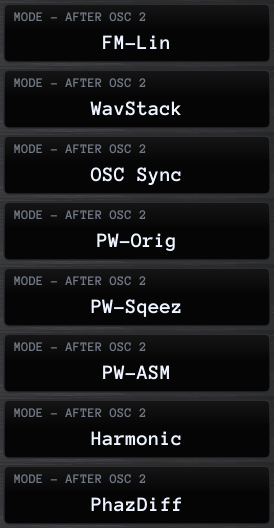 MODE - AFTER OSC 2
FM-Lin
MODE - AFTER OSC 2
WavStack
MODE - AFTER OSC 2
OSC Sync
MODE - AFTER OSC 2
PW-Orig
MODE - AFTER OSC 2
PW-Sqeez
MODE - AFTER OSC 2
PW-ASM
MODE - AFTER OSC 2
Harmonic
MODE - AFTER OSC 2
PhazDiff